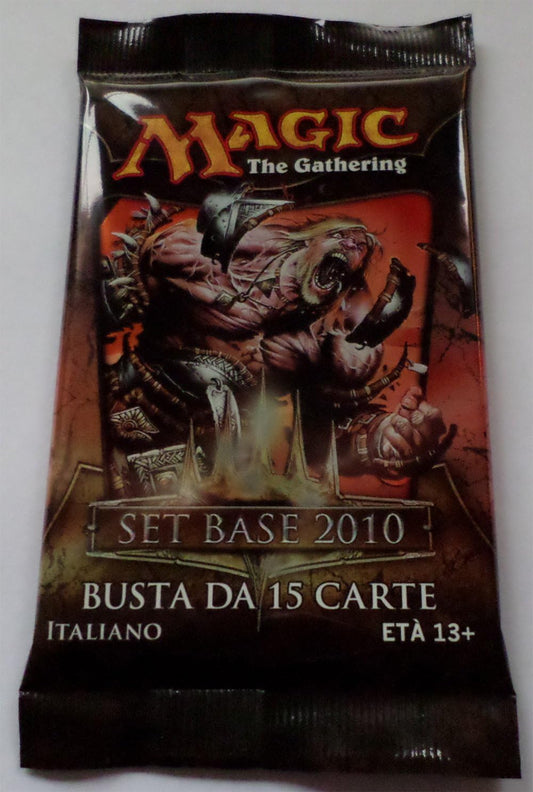 MAGIC
The Gathering
SET BASE 2010
BUSTA DA 15 CARTE
ITALIANO ETÀ 13+